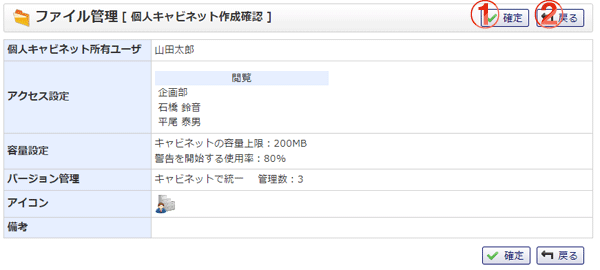 ファイル管理 [ 個人キャビネット作成確認 ]
① 確定 ② 戻る
個人キャビネット所有ユーザ 山田太郎
アクセス設定
閲覧
企画部
石橋 鈴音
平尾 泰男
容量設定
キャビネットの容量上限：200MB
警告を開始する使用率：80%
バージョン管理 キャビネットで統一 管理数：3
アイコン
備考
確定 戻る